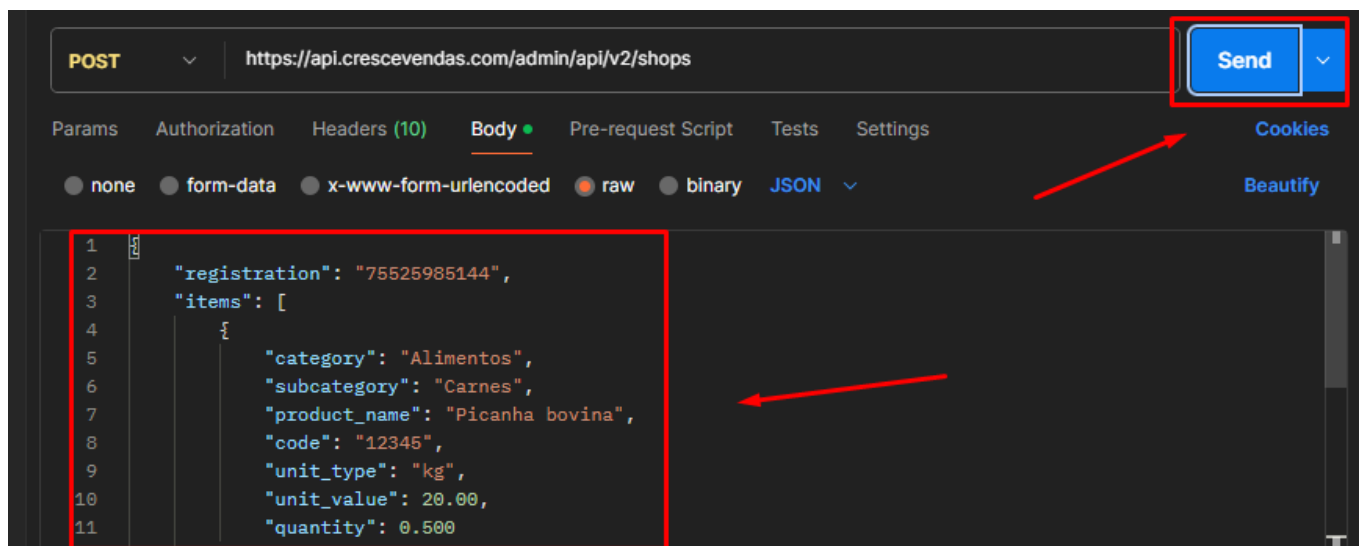 POST https://api.crescevendas.com/admin/api/v2/shops Send
Params Authorization Headers (10) Body Pre-request Script Tests Settings Cookies
none form-data x-www-form-urlencoded raw binary JSON Beautify
1 {
2 "registration": "75525985144",
3 "items": [
4 {
5 "category": "Alimentos",
6 "subcategory": "Carnes",
7 "product_name": "Picanha bovina",
8 "code": "12345",
9 "unit_type": "kg",
10 "unit_value": 20.00,
11 "quantity": 0.500